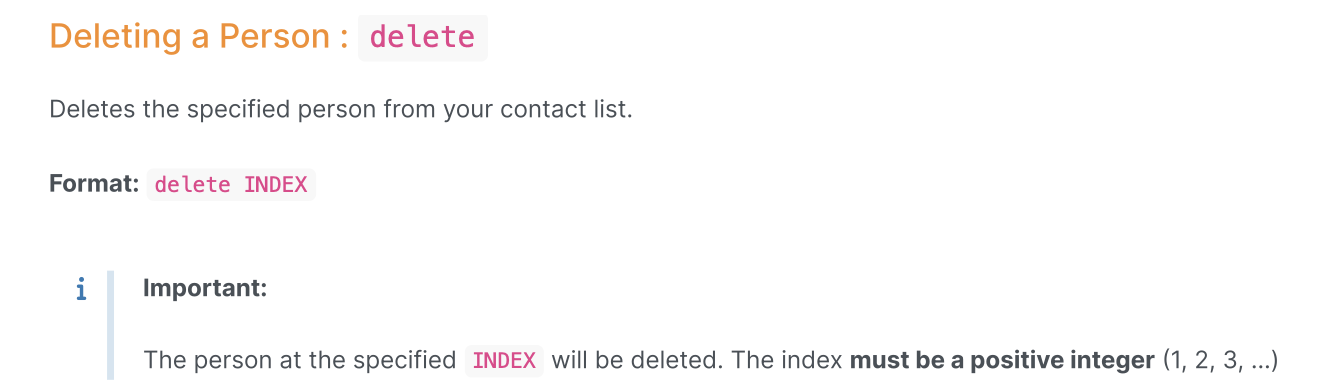 Deleting a Person : delete
Deletes the specified person from your contact list.
Format: delete INDEX
i
Important:
The person at the specified INDEX will be deleted. The index must be a positive integer (1, 2, 3, ...)